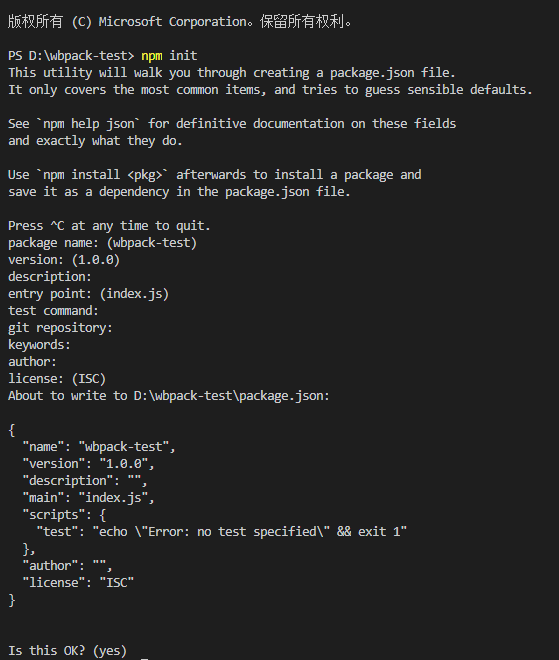 版权所有 (C) Microsoft Corporation。保留所有权利。
PS D:\wbpack-test> npm init
This utility will walk you through creating a package.json file.
It only covers the most common items, and tries to guess sensible defaults.
See `npm help json` for definitive documentation on these fields
and exactly what they do.
Use `npm install <pkg>` afterwards to install a package and
save it as a dependency in the package.json file.
Press ^C at any time to quit.
package name: (wbpack-test)
version: (1.0.0)
description:
entry point: (index.js)
test command:
git repository:
keywords:
author:
license: (ISC)
About to write to D:\wbpack-test\package.json:
{
  "name": "wbpack-test",
  "version": "1.0.0",
  "description": "",
  "main": "index.js",
  "scripts": {
    "test": "echo \"Error: no test specified\" && exit 1"
  },
  "author": "",
  "license": "ISC"
}
Is this OK? (yes)